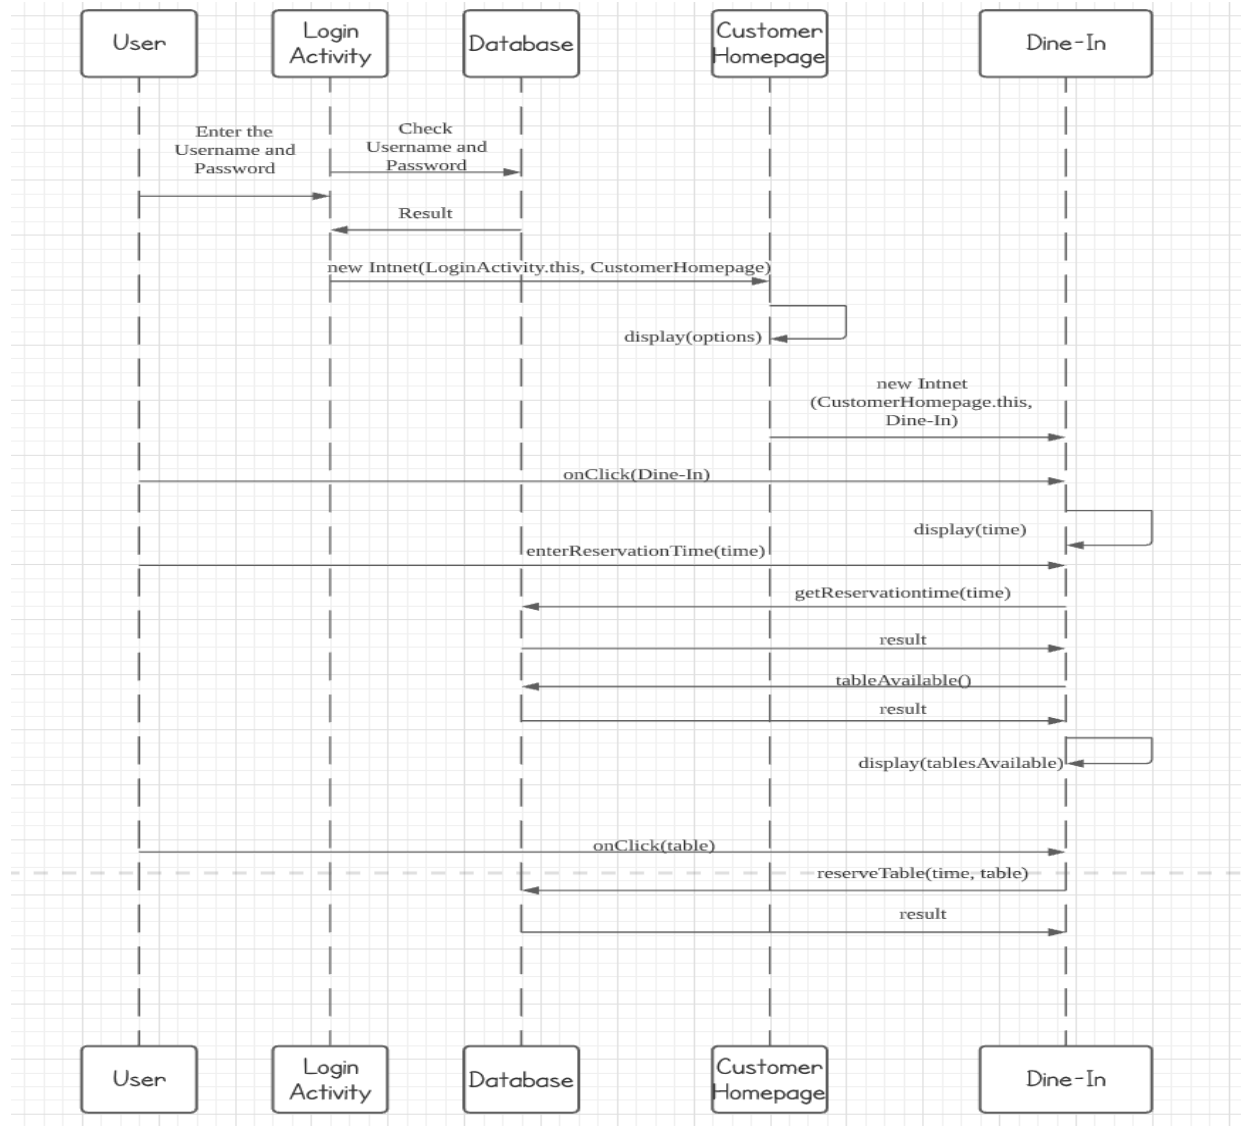 User
Login
Activity
Database
Customer
Homepage
Dine-In
Enter the
Username and
Password
Check
Username and
Password
Result
new Intnet(LoginActivity.this, CustomerHomepage)
display(options)
new Intnet
(CustomerHomepage.this,
Dine-In)
onClick(Dine-In)
display(time)
enterReservationTime(time)
getReservationtime(time)
result
tableAvailable()
result
display(tablesAvailable)
onClick(table)
reserveTable(time, table)
result
User
Login
Activity
Database
Customer
Homepage
Dine-In